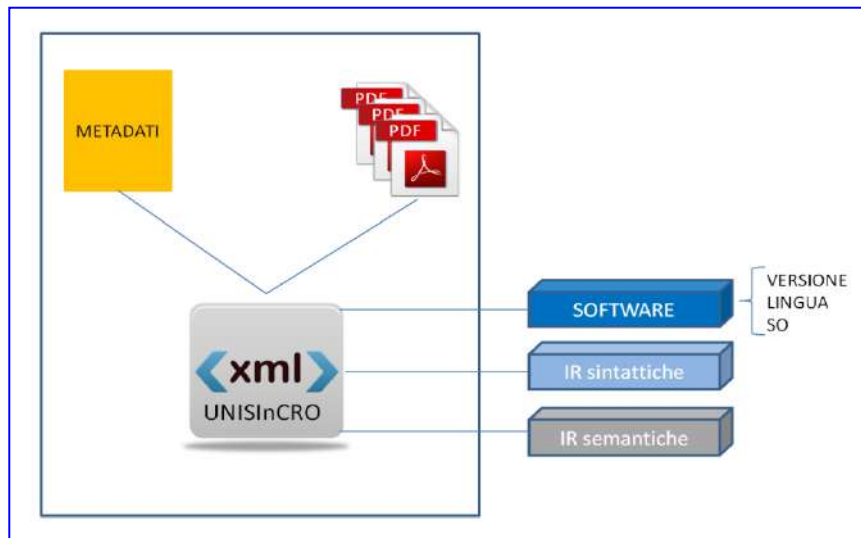 METADATI
PDF
PDF
PDF
<xml>
UNISInCRO
SOFTWARE
VERSIONE
LINGUA
SO
IR sintattiche
IR semantiche